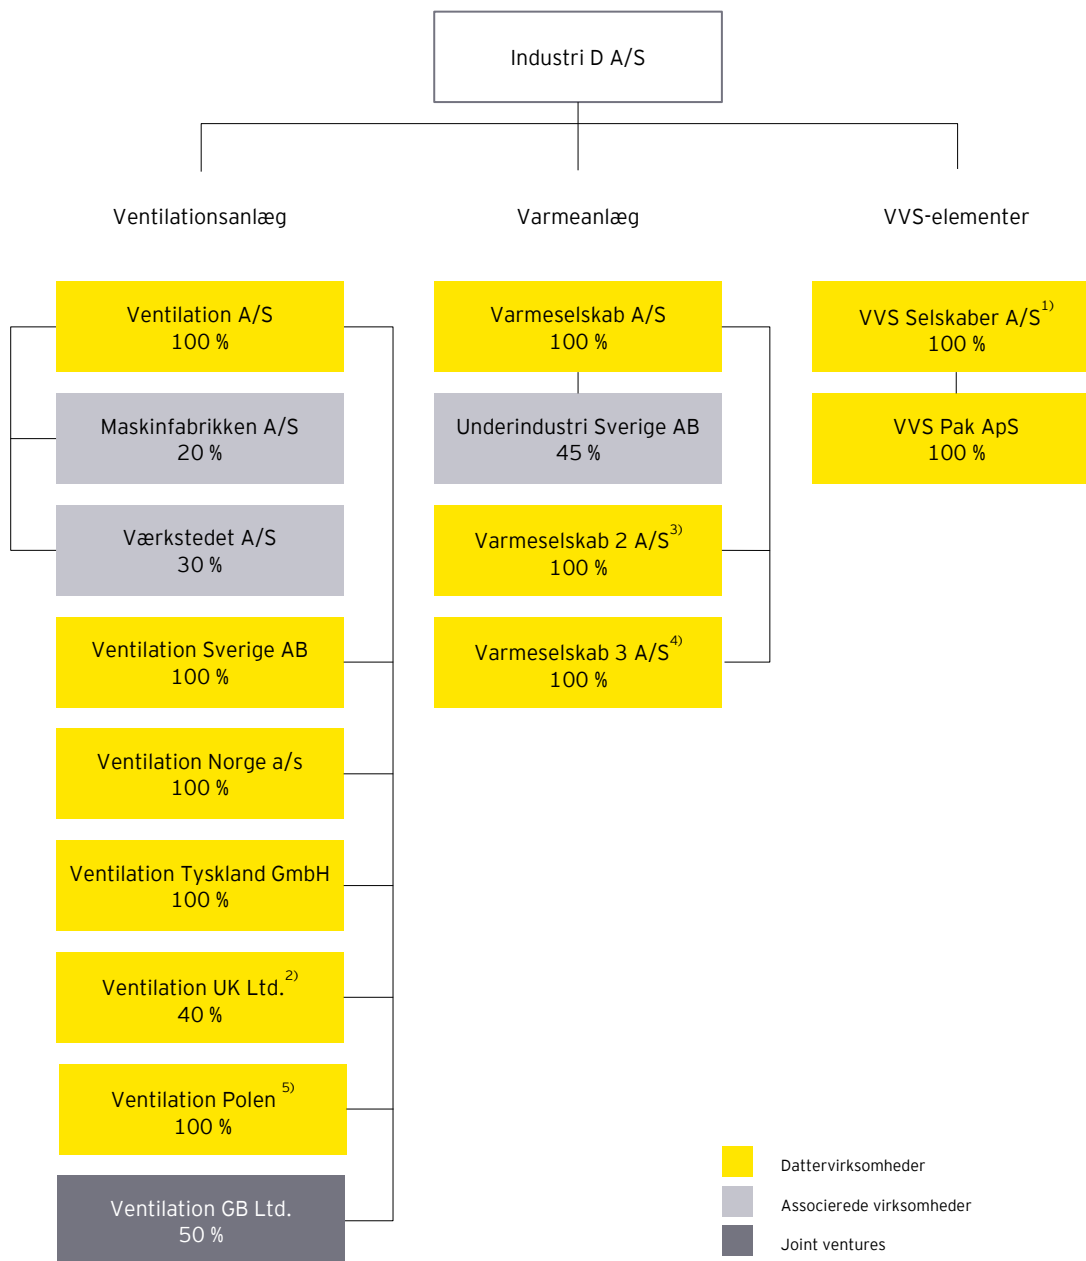 Industri D A/S
Ventilationsanlæg
Varmeanlæg
VVS-elementer
Ventilation A/S
100 %
Maskinfabrikken A/S
20 %
Værkstedet A/S
30 %
Ventilation Sverige AB
100 %
Ventilation Norge a/s
100 %
Ventilation Tyskland GmbH
100 %
Ventilation UK Ltd.2)
40 %
Ventilation Polen 5)
100 %
Ventilation GB Ltd.
50 %
Varmeselskab A/S
100 %
Underindustri Sverige AB
45 %
Varmeselskab 2 A/S3)
100 %
Varmeselskab 3 A/S4)
100 %
VVS Selskaber A/S1)
100 %
VVS Pak ApS
100 %
Dattervirksomheder
Associerede virksomheder
Joint ventures